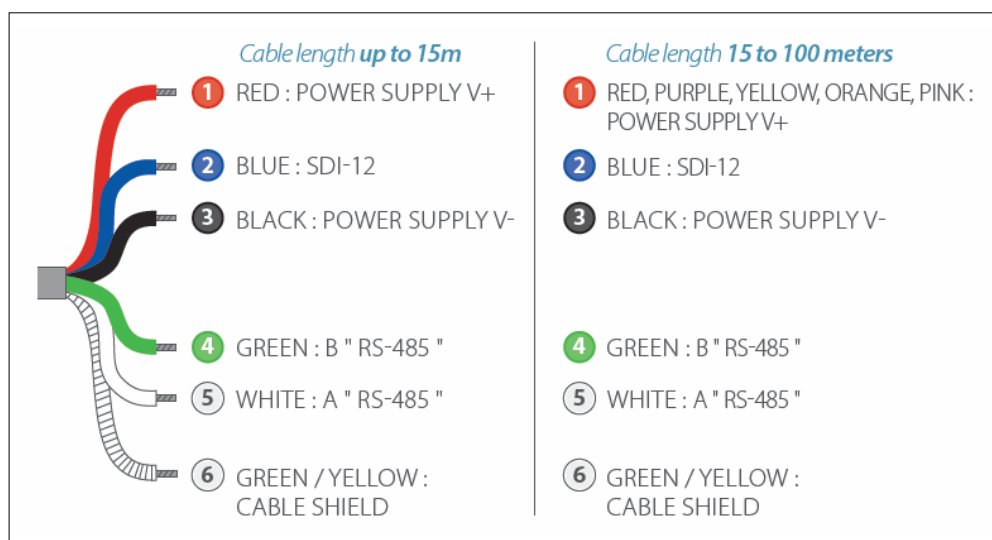 Cable length up to 15m
1 RED : POWER SUPPLY V+
2 BLUE : SDI-12
3 BLACK : POWER SUPPLY V-
4 GREEN : B " RS-485 "
5 WHITE : A " RS-485 "
6 GREEN / YELLOW :
CABLE SHIELD
Cable length 15 to 100 meters
1 RED, PURPLE, YELLOW, ORANGE, PINK :
POWER SUPPLY V+
2 BLUE : SDI-12
3 BLACK : POWER SUPPLY V-
4 GREEN : B " RS-485 "
5 WHITE : A " RS-485 "
6 GREEN / YELLOW :
CABLE SHIELD